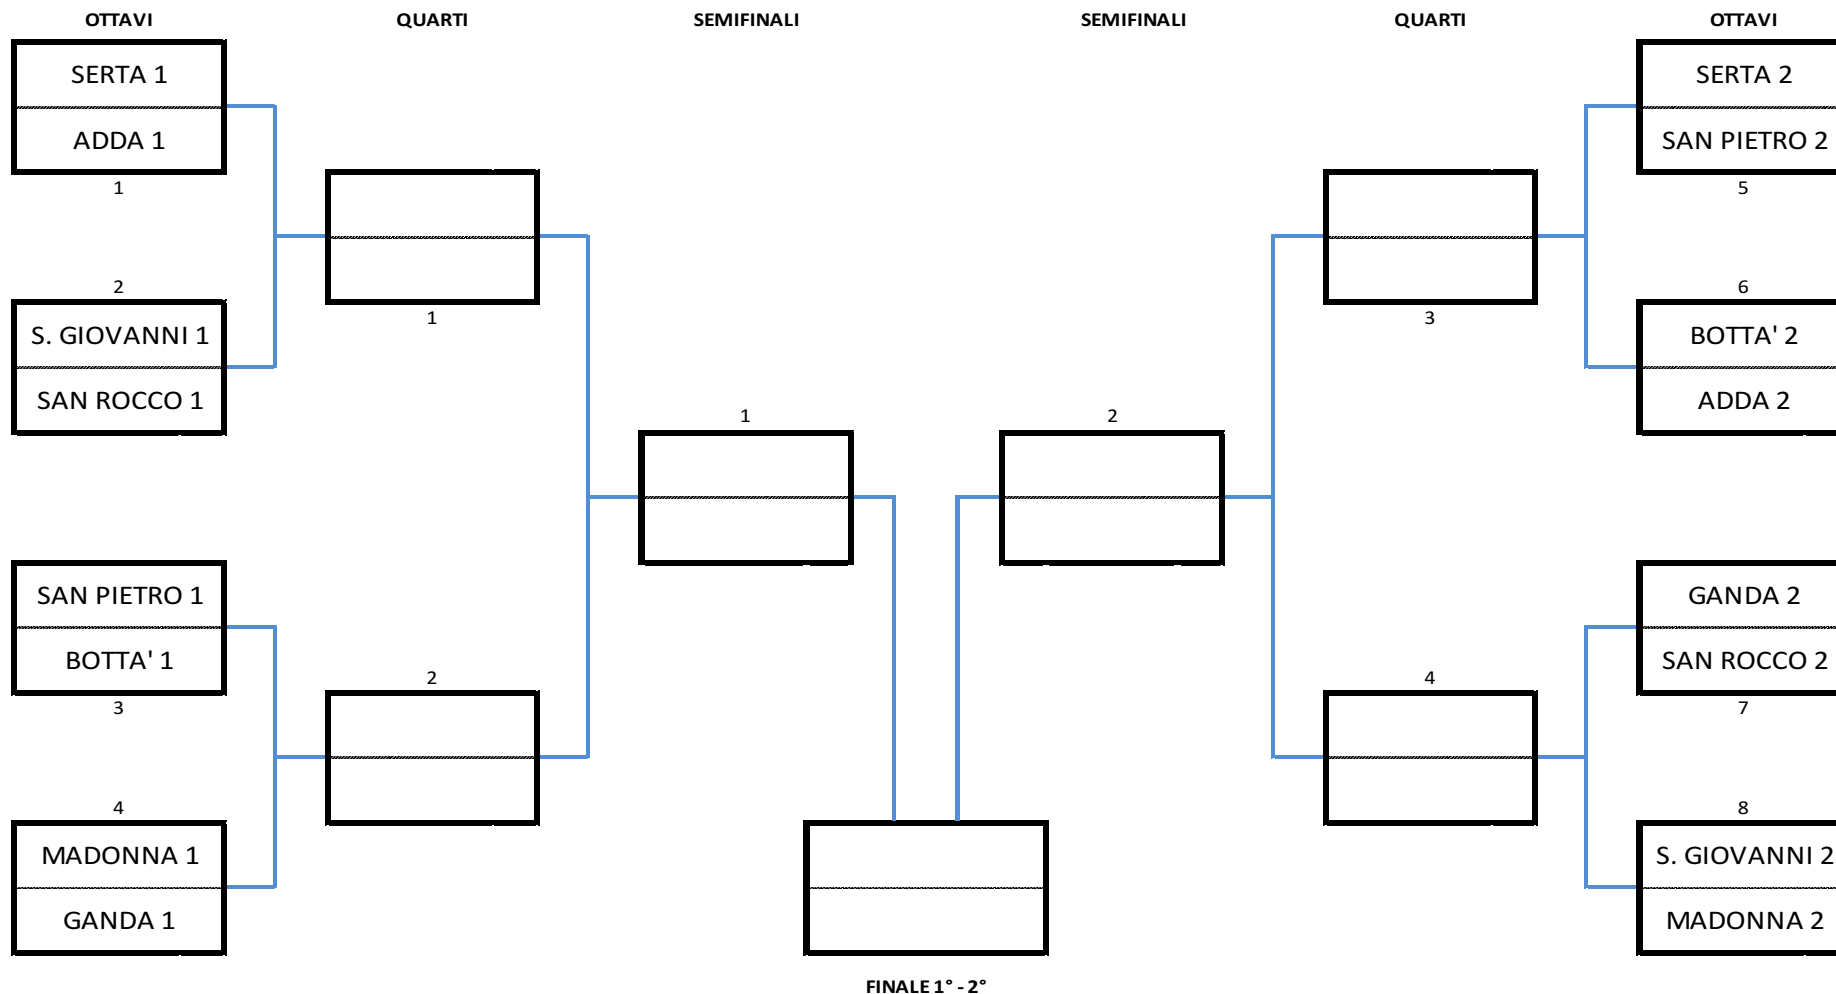 OTTAVI QUARTI SEMIFINALI SEMIFINALI QUARTI OTTAVI
SERTA 1 SERTA 2
ADDA 1 SAN PIETRO 2
1 5
2 6
S. GIOVANNI 1 1 3 BOTTA' 2
SAN ROCCO 1 ADDA 2
1 2
SAN PIETRO 1 GANDA 2
BOTTA' 1 SAN ROCCO 2
2 4
3 7
4 8
MADONNA 1 S. GIOVANNI 2
GANDA 1 MADONNA 2
FINALE 1° - 2°